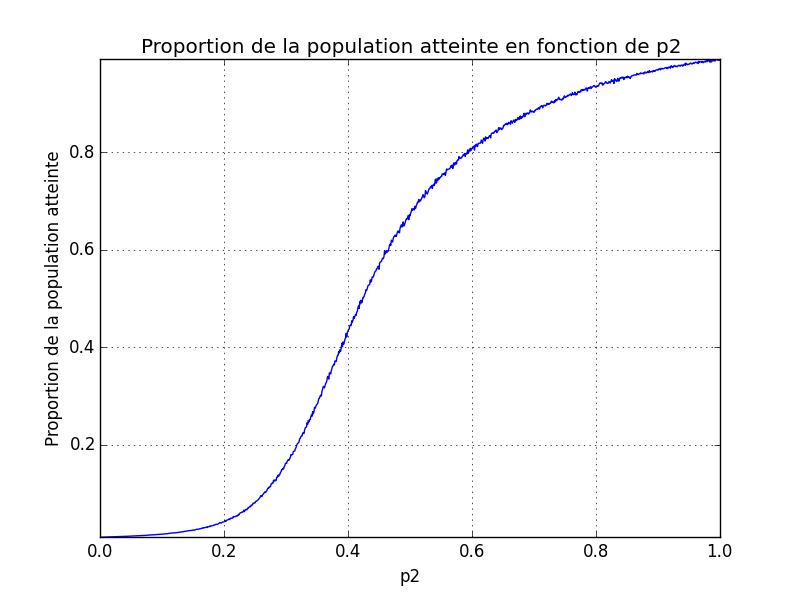 Proportion de la population atteinte en fonction de p2
Proportion de la population atteinte
0.8
0.6
0.4
0.2
0.0 0.2 0.4 0.6 0.8 1.0
p2